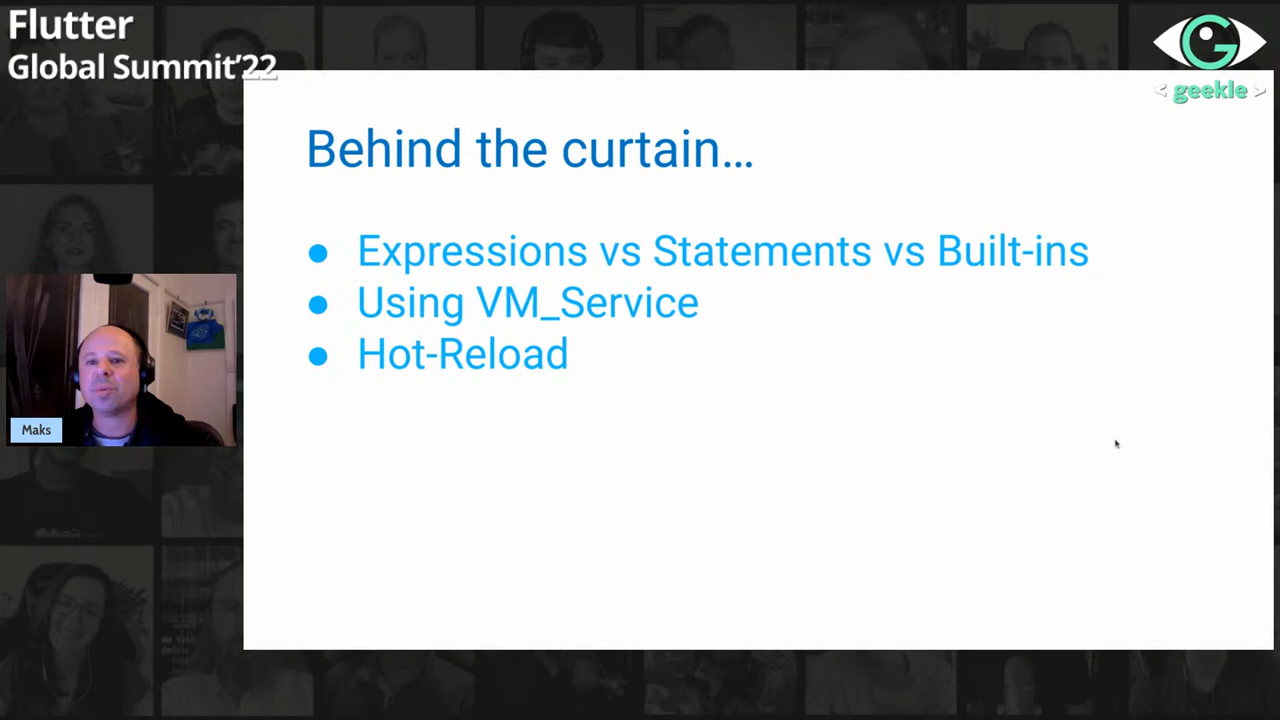 Flutter
Global Summit'22
< geekle >
Behind the curtain…
● Expressions vs Statements vs Built-ins
● Using VM_Service
● Hot-Reload
Maks